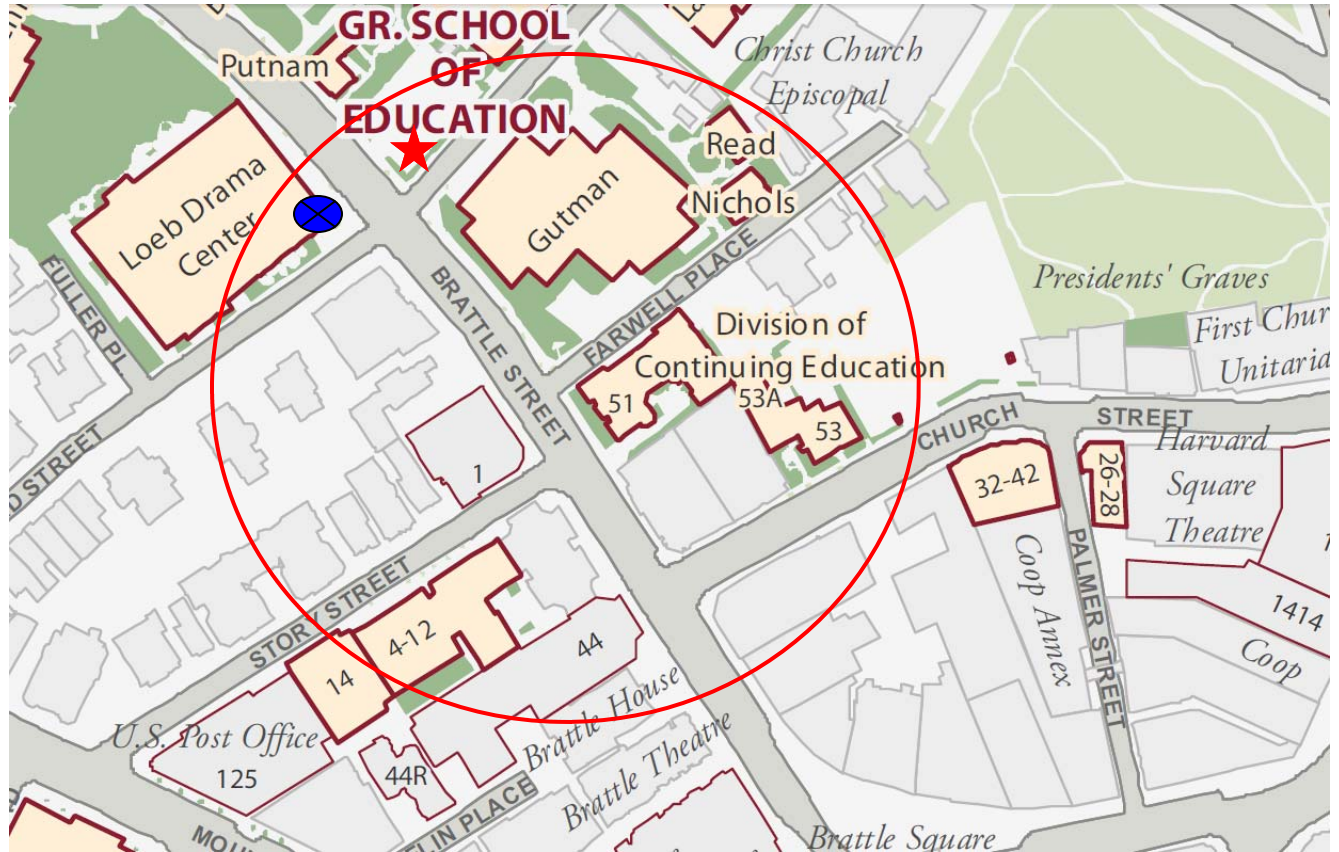 GR. SCHOOL
OF
EDUCATION
Putnam
Christ Church
Episcopal
Read
Nichols
Loeb Drama
Center
Gutman
FULLER PL.
BRATTLE STREET
FARWELL PLACE
Presidents' Graves
First Chur
Unitaria
Division of
Continuing Education
51
53A
53
CHURCH
STREET
1
D STREET
32-42
26-28
Harvard
Square
Theatre
STORY STREET
4-12
14
44
Coop Annex
PALMER STREET
1414
Coop
U.S. Post Office
125
44R
Brattle House
Brattle Theatre
ELIN PLACE
MOU
Brattle Square